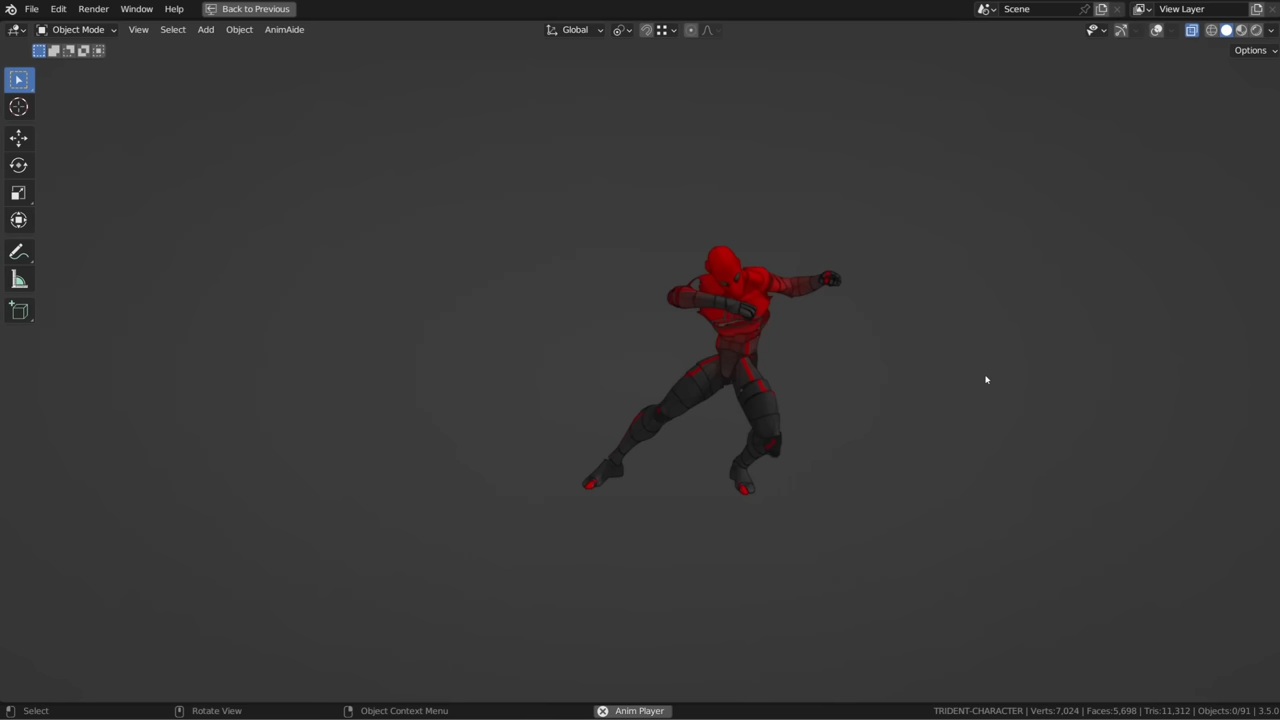 File Edit Render Window Help Back to Previous Scene View Layer
Object Mode View Select Add Object AnimAide Global
Options
Select Rotate View Object Context Menu Anim Player TRIDENT-CHARACTER | Verts:7,024 | Faces:5,698 | Tris:11,312 | Objects:0/91 | 3.5.0